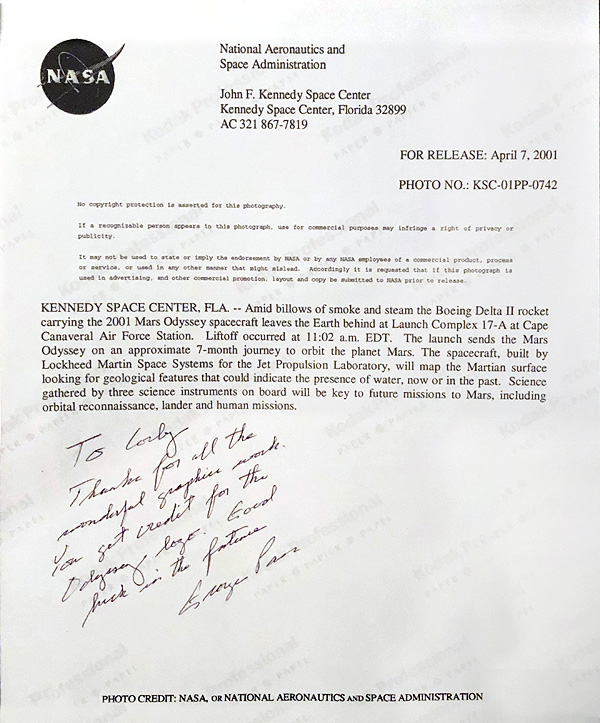 NASA
National Aeronautics and
Space Administration
John F. Kennedy Space Center
Kennedy Space Center, Florida 32899
AC 321 867-7819
FOR RELEASE: April 7, 2001
PHOTO NO.: KSC-01PP-0742
No copyright protection is asserted for this photography.
If a recognizable person appears in this photograph, use for commercial purposes may infringe a right of privacy or
publicity.
It may not be used to state or imply the endorsement by NASA or by any NASA employees of a commercial product, process
or service, or used in any other manner that might mislead. Accordingly it is requested that if this photograph is
used in advertising, and other commercial promotion, layout and copy be submitted to NASA prior to release.
KENNEDY SPACE CENTER, FLA. -- Amid billows of smoke and steam the Boeing Delta II rocket
carrying the 2001 Mars Odyssey spacecraft leaves the Earth behind at Launch Complex 17-A at Cape
Canaveral Air Force Station. Liftoff occurred at 11:02 a.m. EDT. The launch sends the Mars
Odyssey on an approximate 7-month journey to orbit the planet Mars. The spacecraft, built by
Lockheed Martin Space Systems for the Jet Propulsion Laboratory, will map the Martian surface
looking for geological features that could indicate the presence of water, now or in the past. Science
gathered by three science instruments on board will be key to future missions to Mars, including
orbital reconnaissance, lander and human missions.
To Corby
Thanks for all the
wonderful graphics work.
You get credit for the
Odyssey logo. Good
luck in the future
George
PHOTO CREDIT: NASA, OR NATIONAL AERONAUTICS AND SPACE ADMINISTRATION
Kodak Professional
PAPER PAPIER